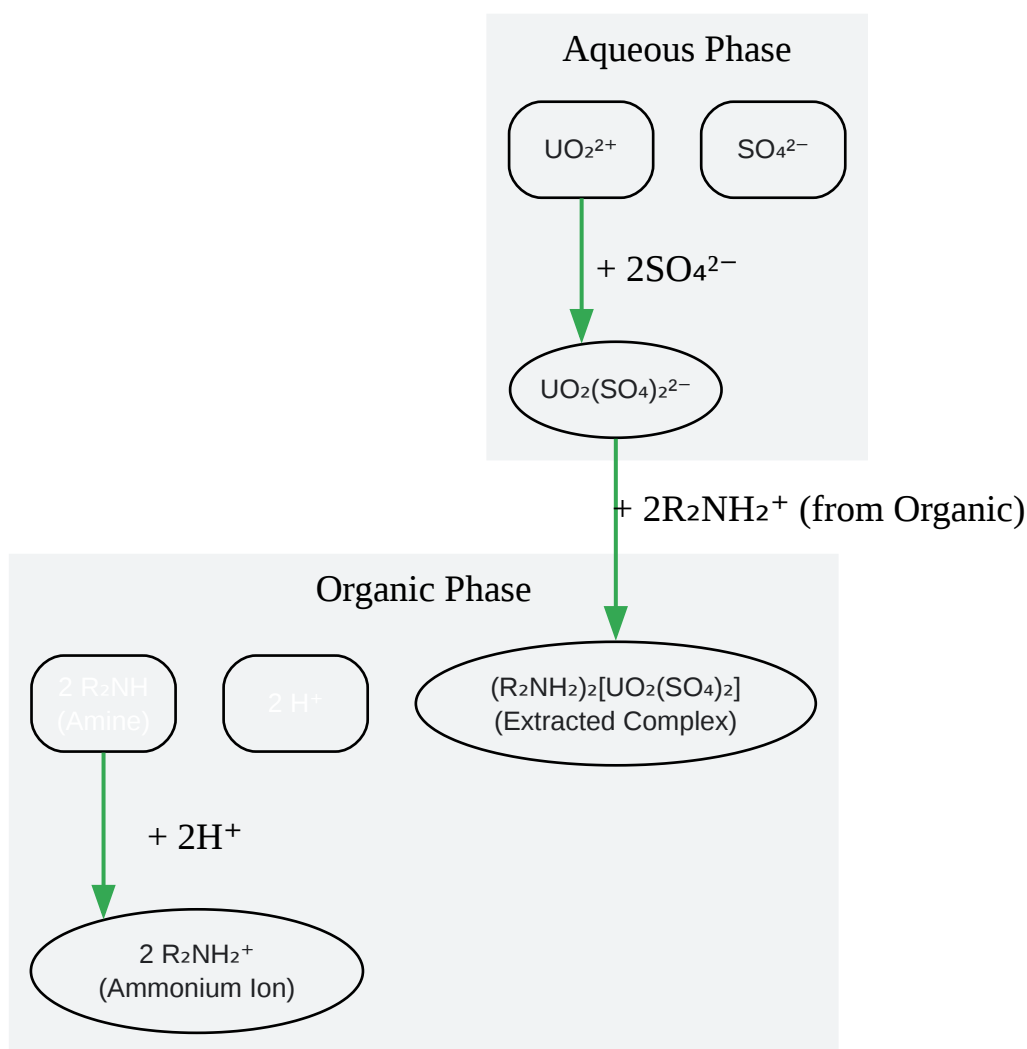 Aqueous Phase
UO₂²⁺
SO₄²⁻
+ 2SO₄²⁻
UO₂(SO₄)₂²⁻
+ 2R₂NH₂⁺ (from Organic)
Organic Phase
2 R₂NH
(Amine)
2 H⁺
(R₂NH₂)₂[UO₂(SO₄)₂]
(Extracted Complex)
+ 2H⁺
2 R₂NH₂⁺
(Ammonium Ion)